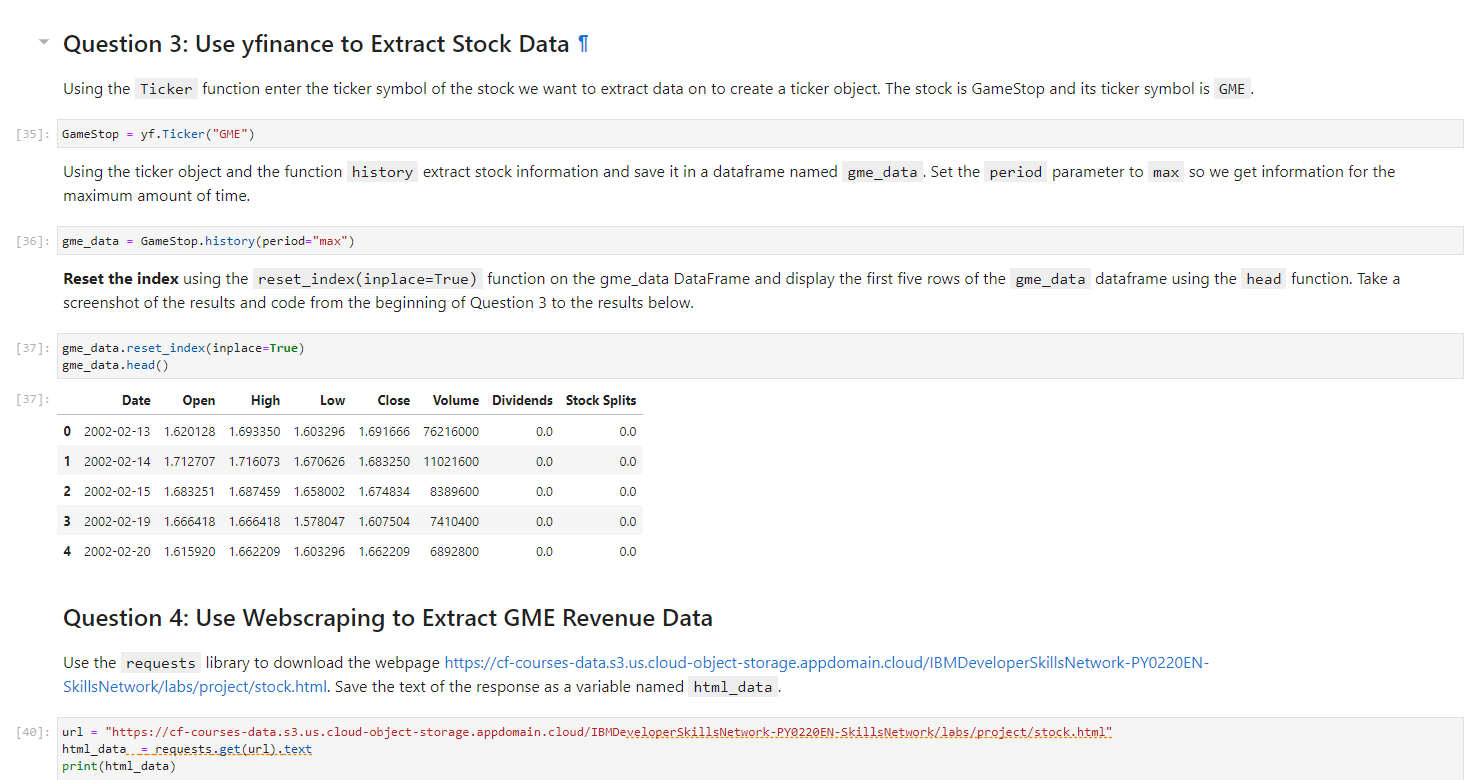 Question 3: Use yfinance to Extract Stock Data ¶
Using the Ticker function enter the ticker symbol of the stock we want to extract data on to create a ticker object. The stock is GameStop and its ticker symbol is GME.
[35]: GameStop = yf.Ticker("GME")
Using the ticker object and the function history extract stock information and save it in a dataframe named gme_data. Set the period parameter to max so we get information for the
maximum amount of time.
[36]: gme_data = GameStop.history(period="max")
Reset the index using the reset_index(inplace=True) function on the gme_data DataFrame and display the first five rows of the gme_data dataframe using the head function. Take a
screenshot of the results and code from the beginning of Question 3 to the results below.
[37]: gme_data.reset_index(inplace=True)
gme_data.head()
[37]: Date Open High Low Close Volume Dividends Stock Splits
0 2002-02-13 1.620128 1.693350 1.603296 1.691666 76216000 0.0 0.0
1 2002-02-14 1.712707 1.716073 1.670626 1.683250 11021600 0.0 0.0
2 2002-02-15 1.683251 1.687459 1.658002 1.674834 8389600 0.0 0.0
3 2002-02-19 1.666418 1.666418 1.578047 1.607504 7410400 0.0 0.0
4 2002-02-20 1.615920 1.662209 1.603296 1.662209 6892800 0.0 0.0
Question 4: Use Webscraping to Extract GME Revenue Data
Use the requests library to download the webpage https://cf-courses-data.s3.us.cloud-object-storage.appdomain.cloud/IBMDeveloperSkillsNetwork-PY0220EN-
SkillsNetwork/labs/project/stock.html. Save the text of the response as a variable named html_data.
[40]: url = "https://cf-courses-data.s3.us.cloud-object-storage.appdomain.cloud/IBMDeveloperSkillsNetwork-PY0220EN-SkillsNetwork/labs/project/stock.html"
html_data  = requests.get(url).text
print(html_data)